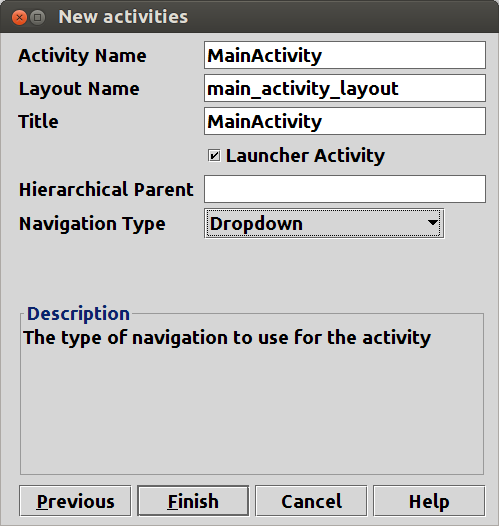 New activities
Activity Name MainActivity
Layout Name main_activity_layout
Title MainActivity
Launcher Activity
Hierarchical Parent
Navigation Type Dropdown
Description
The type of navigation to use for the activity
Previous Finish Cancel Help